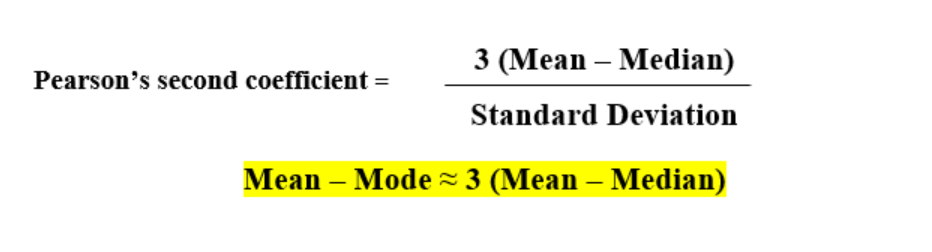 3 (Mean – Median)
Pearson’s second coefficient =
Standard Deviation
Mean – Mode ≈ 3 (Mean – Median)